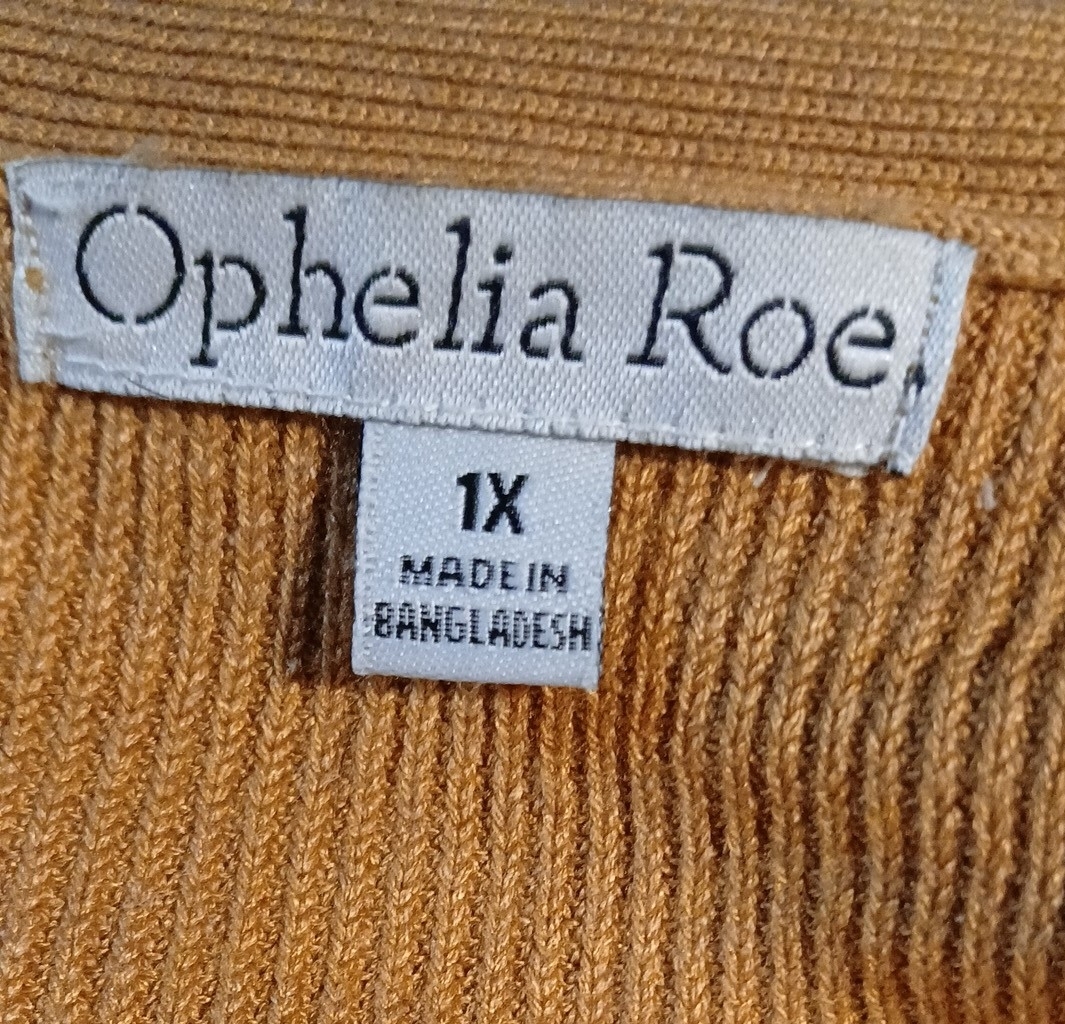 Ophelia Roe.
1X
MADE IN
BANGLADESH